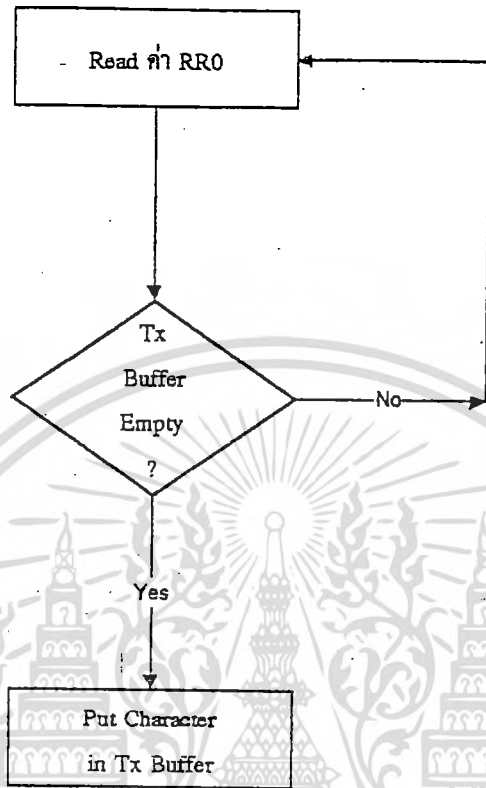 Read ค่า RR0
Tx
Buffer
Empty
?
No
Yes
Put Character
in Tx Buffer